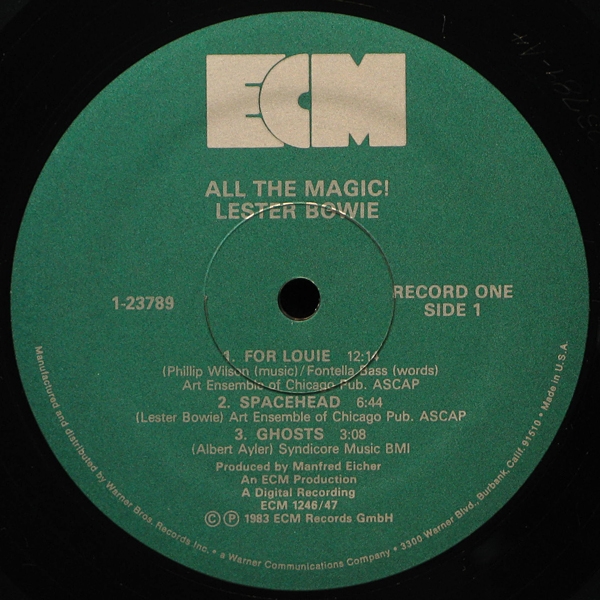 ECM
ALL THE MAGIC!
LESTER BOWIE
1-23789
RECORD ONE
SIDE 1
1. FOR LOUIE 12:14
(Phillip Wilson (music)/Fontella Bass (words)
Art Ensemble of Chicago Pub. ASCAP
2. SPACEHEAD 6:44
(Lester Bowie) Art Ensemble of Chicago Pub. ASCAP
3. GHOSTS 3:08
(Albert Ayler) Syndicore Music BMI
Produced by Manfred Eicher
An ECM Production
A Digital Recording
ECM 1246/47
© ℗ 1983 ECM Records GmbH
Manufactured and distributed by Warner Bros. Records Inc. • a Warner Communications Company • 3300 Warner Blvd., Burbank, Calif. 91510 • Made in U.S.A.